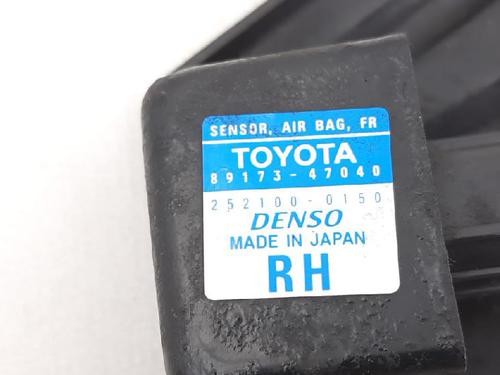 SENSOR, AIR BAG, FR
TOYOTA
89173-47040
252100-0150
DENSO
MADE IN JAPAN
RH